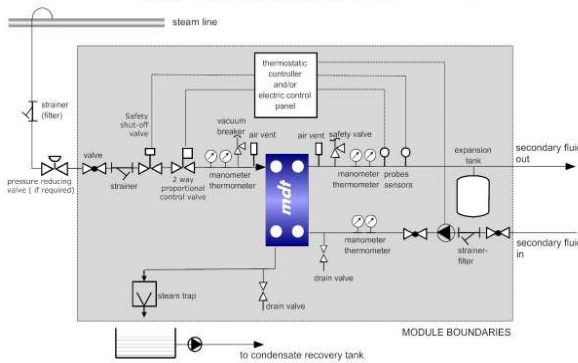 steam line
thermostatic
controller
and/or
electric control
panel
strainer
(filter)
Safety
shut-off
valve
vacuum
breaker
air vent
air vent
safety valve
expansion
tank
secondary fluid
out
valve
strainer
2 way
proportional
control valve
manometer
thermometer
manometer
thermometer
probes
sensors
pressure reducing
valve ( if required)
mdt
manometer
thermometer
strainer-
filter
secondary fluid
in
drain valve
steam trap
drain valve
MODULE BOUNDARIES
to condensate recovery tank